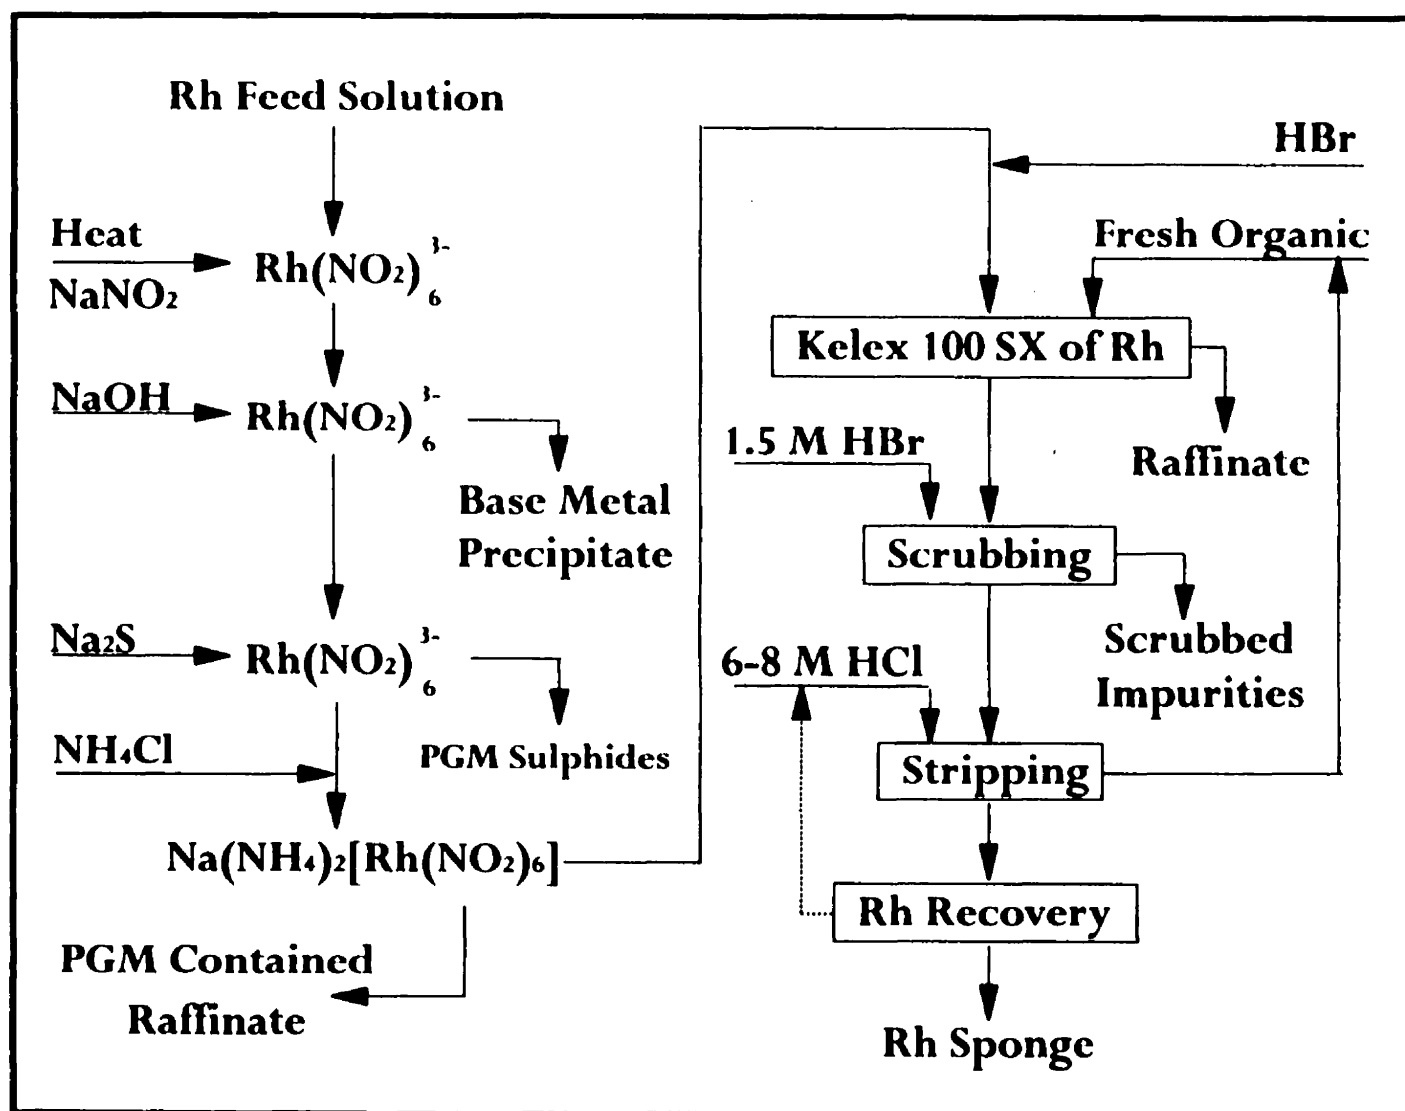 Rh Feed Solution
Heat
NaNO₂
Rh(NO₂)₆³⁻
NaOH
Rh(NO₂)₆³⁻
Base Metal
Precipitate
Na₂S
Rh(NO₂)₆³⁻
PGM Sulphides
NH₄Cl
Na(NH₄)₂[Rh(NO₂)₆]
PGM Contained
Raffinate
HBr
Fresh Organic
Kelex 100 SX of Rh
Raffinate
1.5 M HBr
Scrubbing
Scrubbed
Impurities
6-8 M HCl
Stripping
Rh Recovery
Rh Sponge